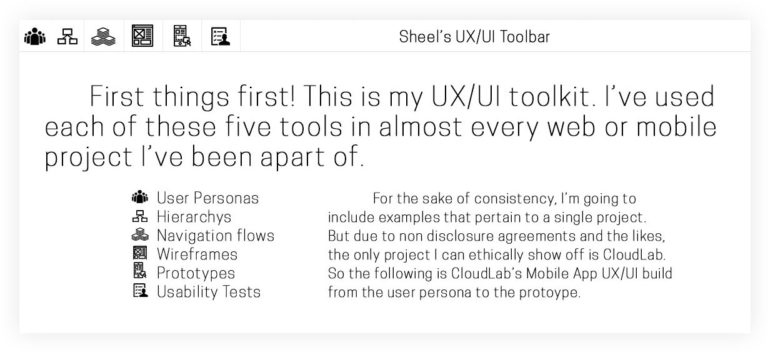 Sheel's UX/UI Toolbar
First things first! This is my UX/UI toolkit. I've used
each of these five tools in almost every web or mobile
project I've been apart of.
User Personas
Hierarchys
Navigation flows
Wireframes
Prototypes
Usability Tests
For the sake of consistency, I'm going to
include examples that pertain to a single project.
But due to non disclosure agreements and the likes,
the only project I can ethically show off is CloudLab.
So the following is CloudLab's Mobile App UX/UI build
from the user persona to the protoype.